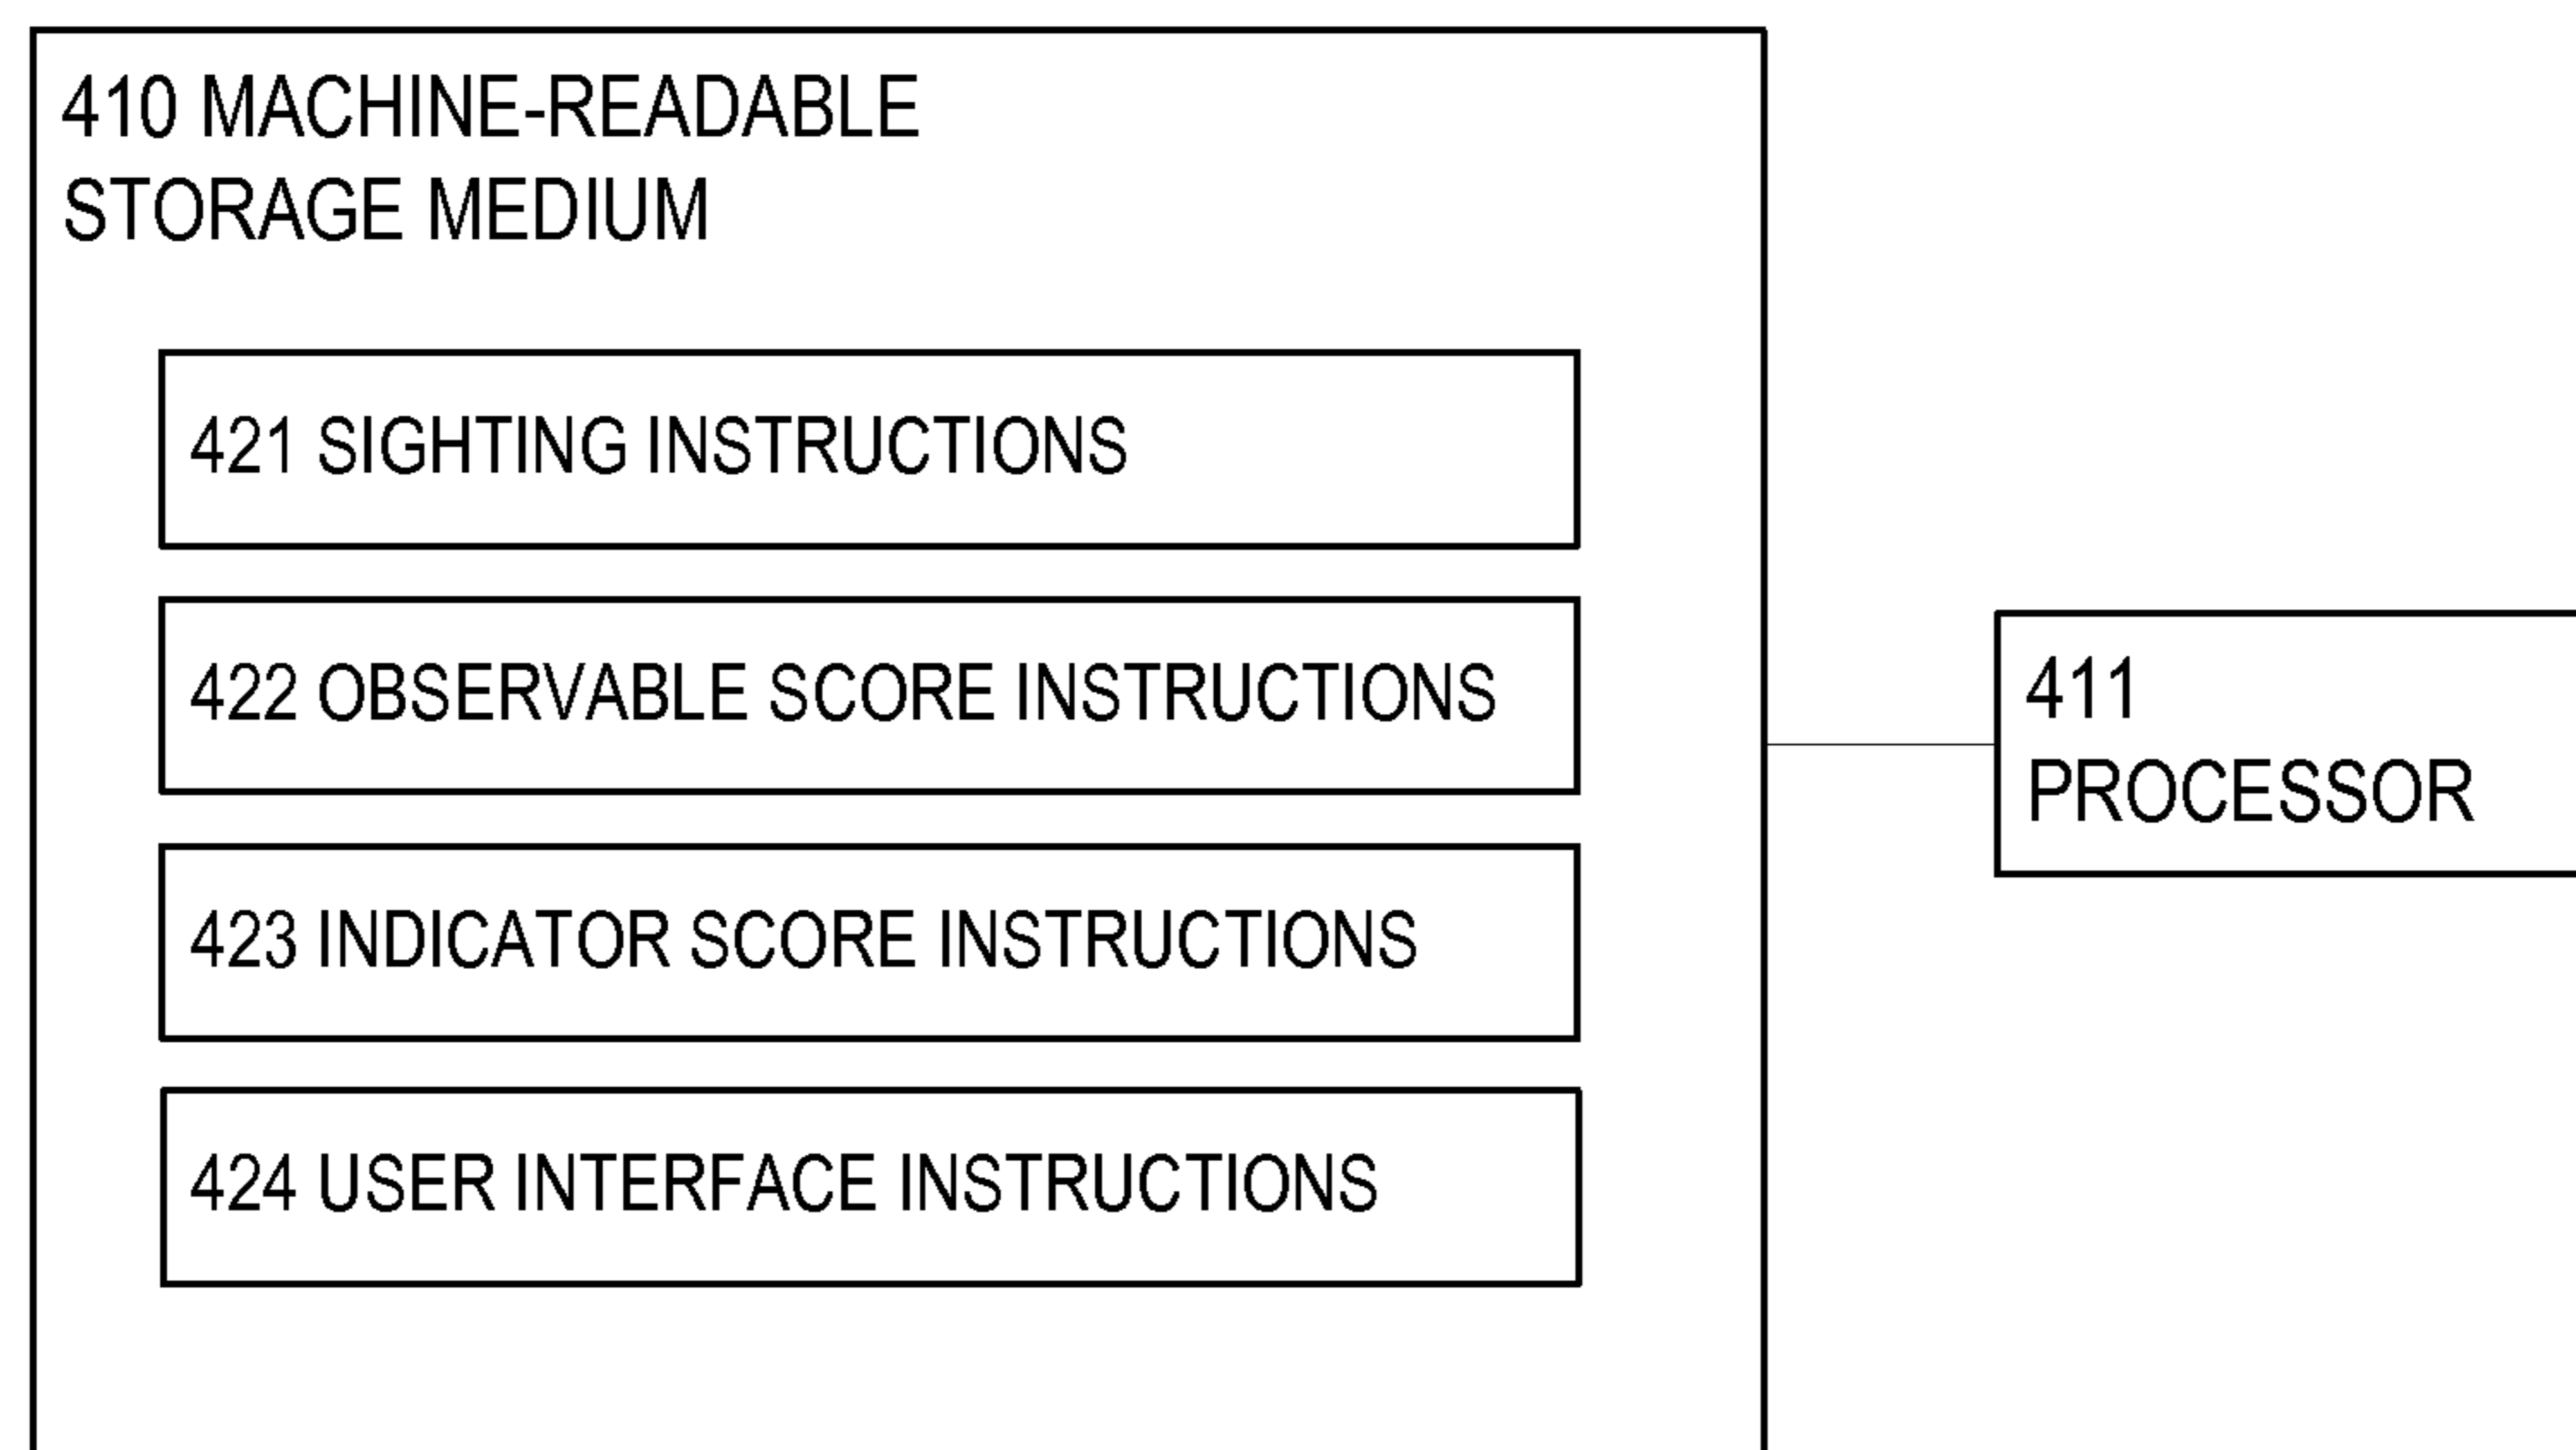 410 MACHINE-READABLE
STORAGE MEDIUM
421 SIGHTING INSTRUCTIONS
422 OBSERVABLE SCORE INSTRUCTIONS
423 INDICATOR SCORE INSTRUCTIONS
424 USER INTERFACE INSTRUCTIONS
411
PROCESSOR